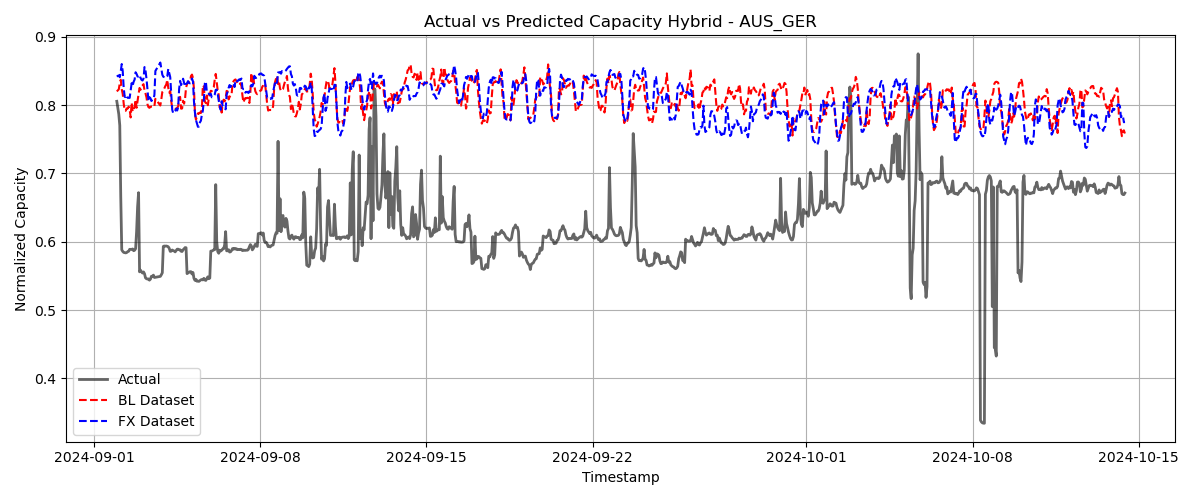 Actual vs Predicted Capacity Hybrid - AUS_GER
Normalized Capacity
0.9
0.8
0.7
0.6
0.5
0.4
Actual
BL Dataset
FX Dataset
2024-09-01 2024-09-08 2024-09-15 2024-09-22 2024-10-01 2024-10-08 2024-10-15
Timestamp